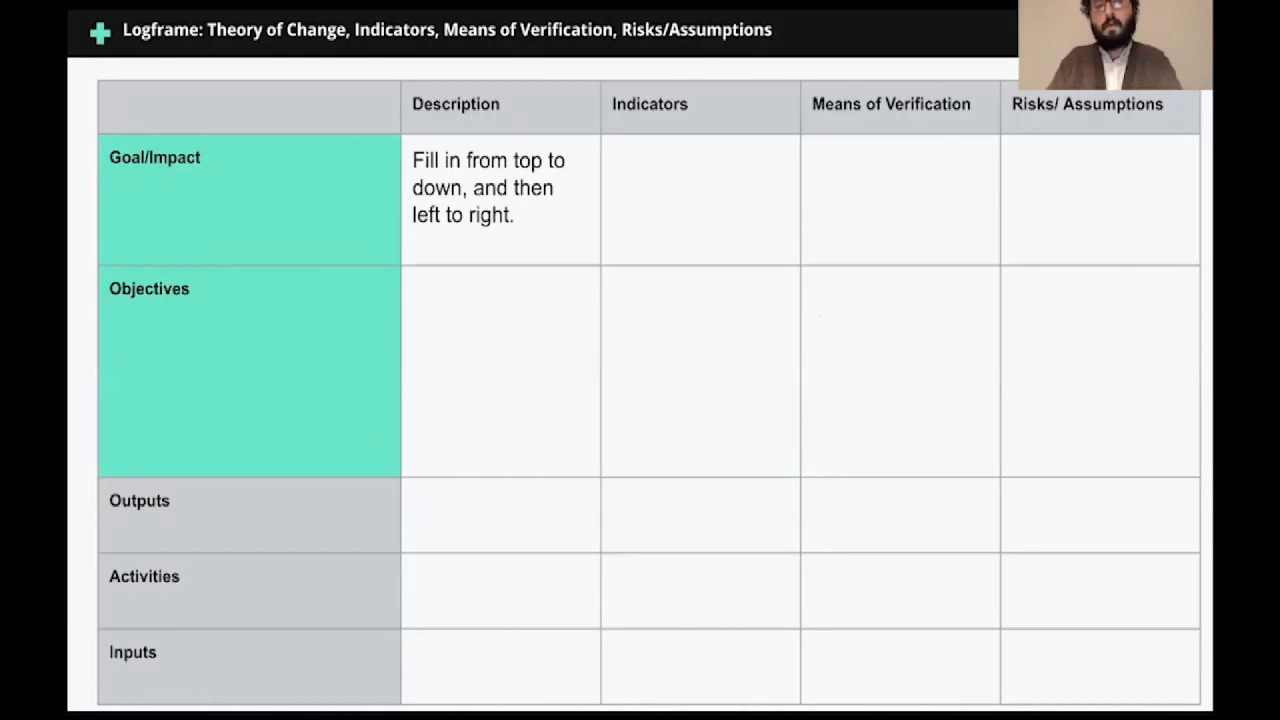 Logframe: Theory of Change, Indicators, Means of Verification, Risks/Assumptions
Description
Indicators
Means of Verification
Risks/ Assumptions
Goal/Impact
Fill in from top to
down, and then
left to right.
Objectives
Outputs
Activities
Inputs